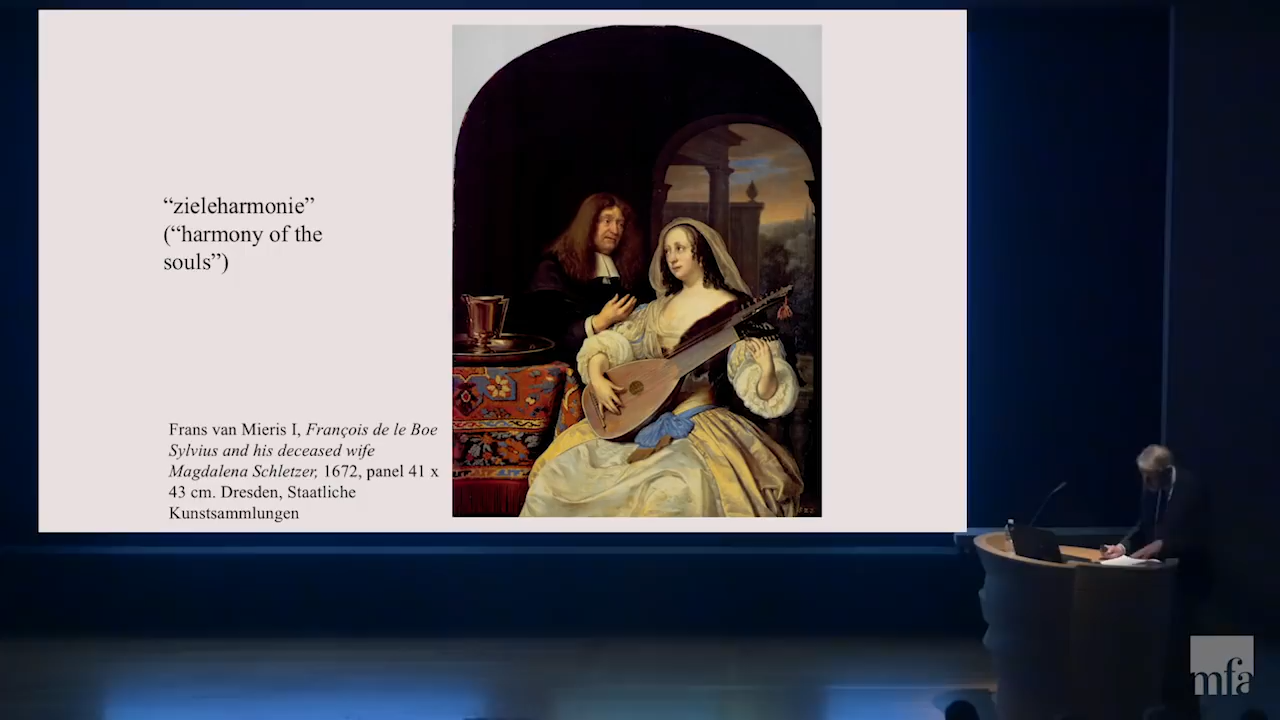 “zieleharmonie”
(“harmony of the
souls”)
Frans van Mieris I, François de le Boe
Sylvius and his deceased wife
Magdalena Schletzer, 1672, panel 41 x
43 cm. Dresden, Staatliche
Kunstsammlungen
mfa